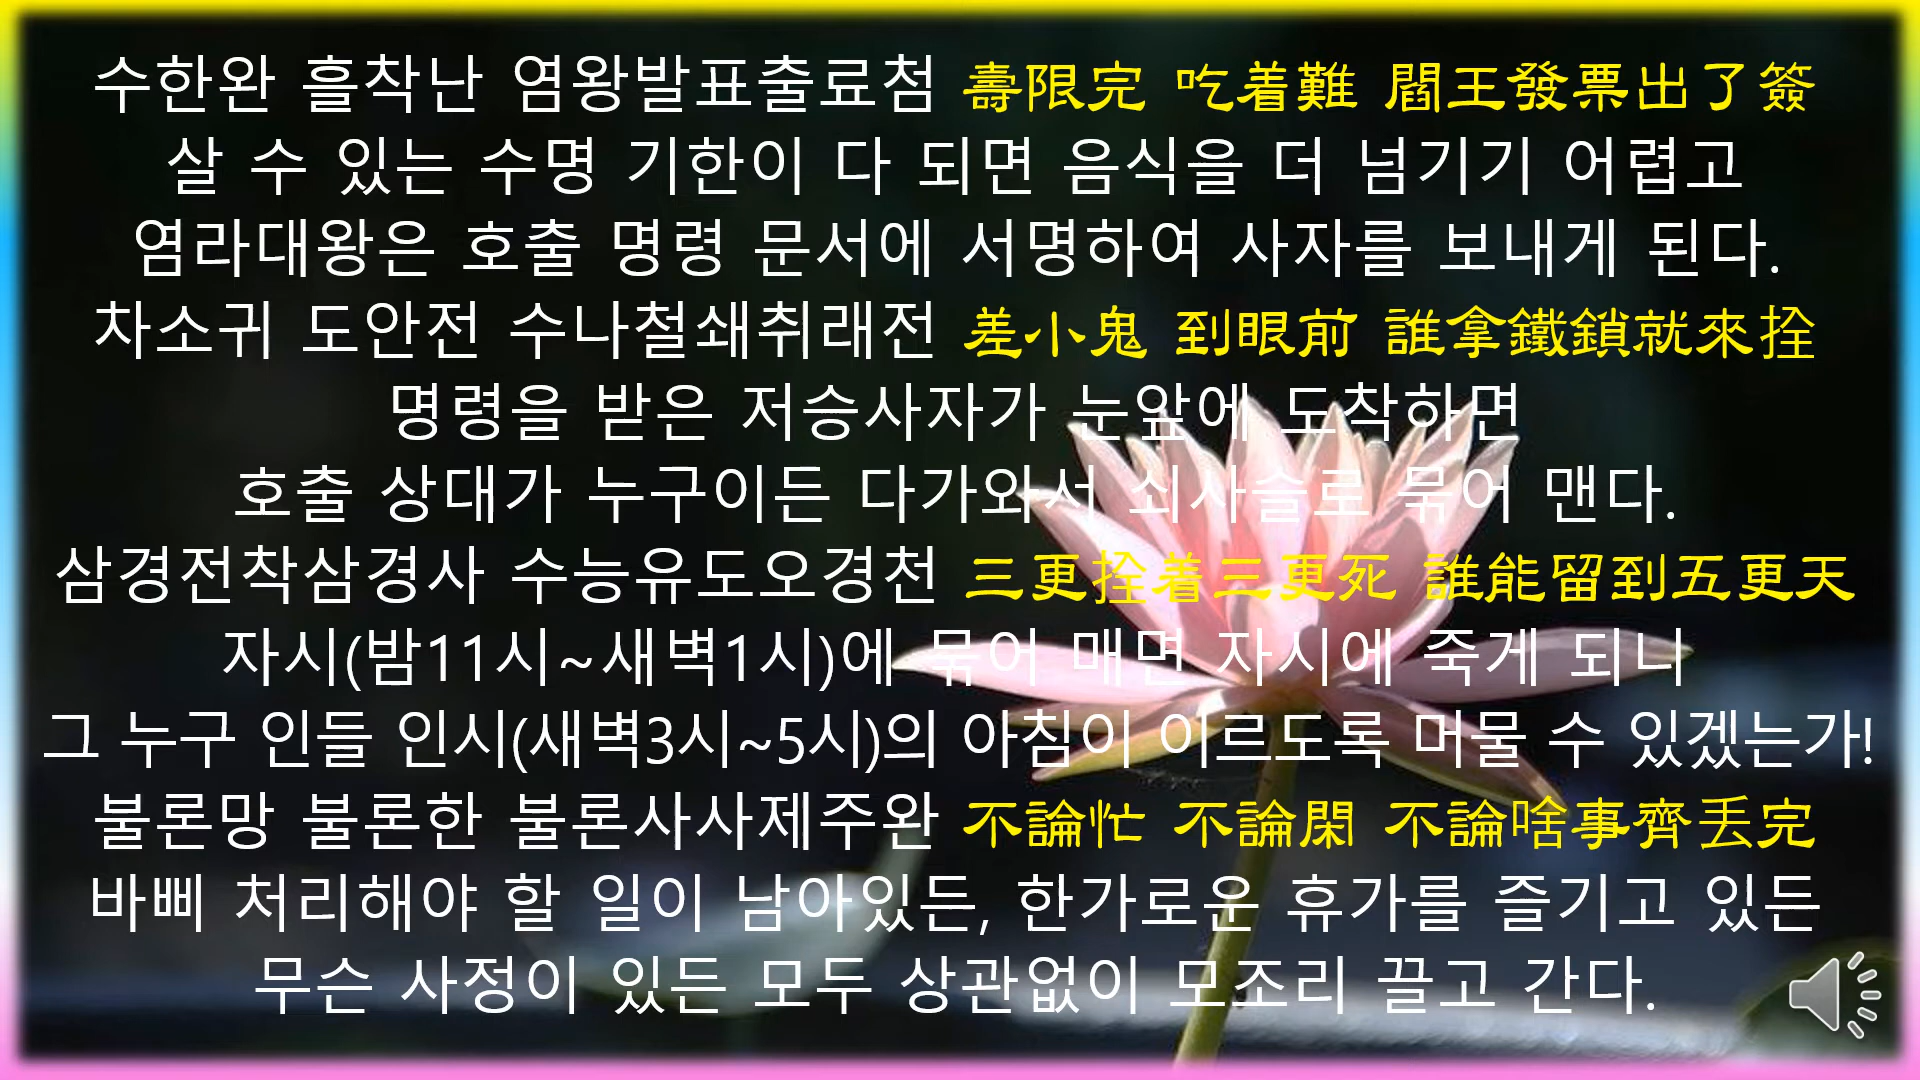 수한완 흘착난 염왕발표출료첨 壽限完 吃着難 閻王發票出了簽
살 수 있는 수명 기한이 다 되면 음식을 더 넘기기 어렵고
염라대왕은 호출 명령 문서에 서명하여 사자를 보내게 된다.
차소귀 도안전 수나철쇄취래전 差小鬼 到眼前 誰拿鐵鎖就來拴
명령을 받은 저승사자가 눈앞에 도착하면
호출 상대가 누구이든 다가와서 쇠사슬로 묶어 맨다.
삼경전착삼경사 수능유도오경천 三更拴着三更死 誰能留到五更天
자시(밤11시~새벽1시)에 묶어 매면 자시에 죽게 되니
그 누구 인들 인시(새벽3시~5시)의 아침이 이르도록 머물 수 있겠는가!
불론망 불론한 불론사사제주완 不論忙 不論閑 不論啥事齊丟完
바삐 처리해야 할 일이 남아있든, 한가로운 휴가를 즐기고 있든
무슨 사정이 있든 모두 상관없이 모조리 끌고 간다.